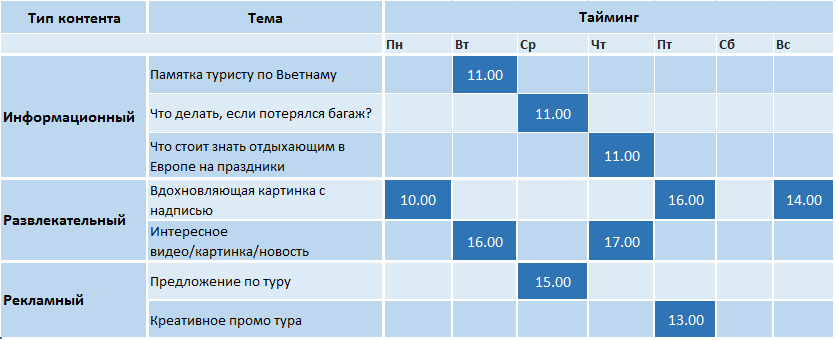 Тип контента Тема Тайминг
Пн Вт Ср Чт Пт Сб Вс
Информационный
Памятка туристу по Вьетнаму 11.00
Что делать, если потерялся багаж? 11.00
Что стоит знать отдыхающим в
Европе на праздники
11.00
Развлекательный
Вдохновляющая картинка с
надписью
10.00 16.00 14.00
Интересное
видео/картинка/новость
16.00 17.00
Рекламный
Предложение по туру 15.00
Креативное промо тура 13.00